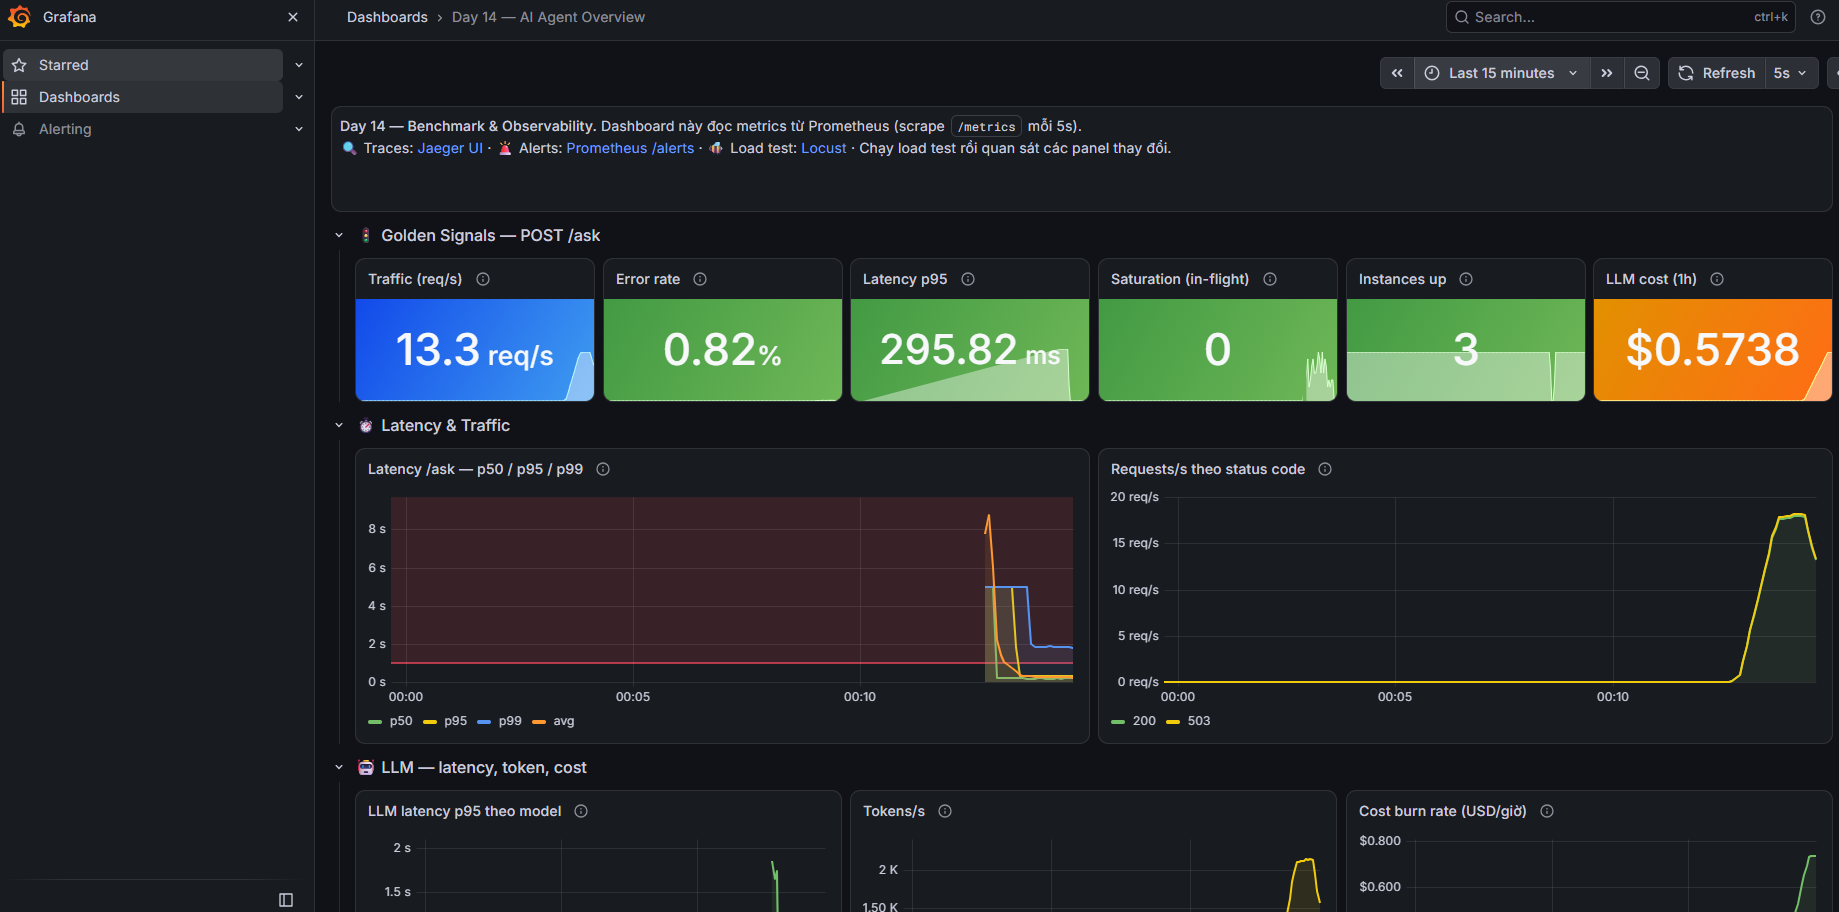 Grafana
Dashboards › Day 14 — AI Agent Overview
Search...
ctrl+k
Starred
Dashboards
Alerting
Last 15 minutes
Refresh
5s
Day 14 — Benchmark & Observability. Dashboard này đọc metrics từ Prometheus (scrape /metrics mỗi 5s).
Traces: Jaeger UI · Alerts: Prometheus /alerts · Load test: Locust · Chạy load test rồi quan sát các panel thay đổi.
Golden Signals — POST /ask
Traffic (req/s)
13.3 req/s
Error rate
0.82%
Latency p95
295.82 ms
Saturation (in-flight)
0
Instances up
3
LLM cost (1h)
$0.5738
Latency & Traffic
Latency /ask — p50 / p95 / p99
8 s
6 s
4 s
2 s
0 s
00:00 00:05 00:10
p50 p95 p99 avg
Requests/s theo status code
20 req/s
15 req/s
10 req/s
5 req/s
0 req/s
00:00 00:05 00:10
200 503
LLM — latency, token, cost
LLM latency p95 theo model
2 s
1.5 s
Tokens/s
2 K
1.50 K
Cost burn rate (USD/giờ)
$0.800
$0.600